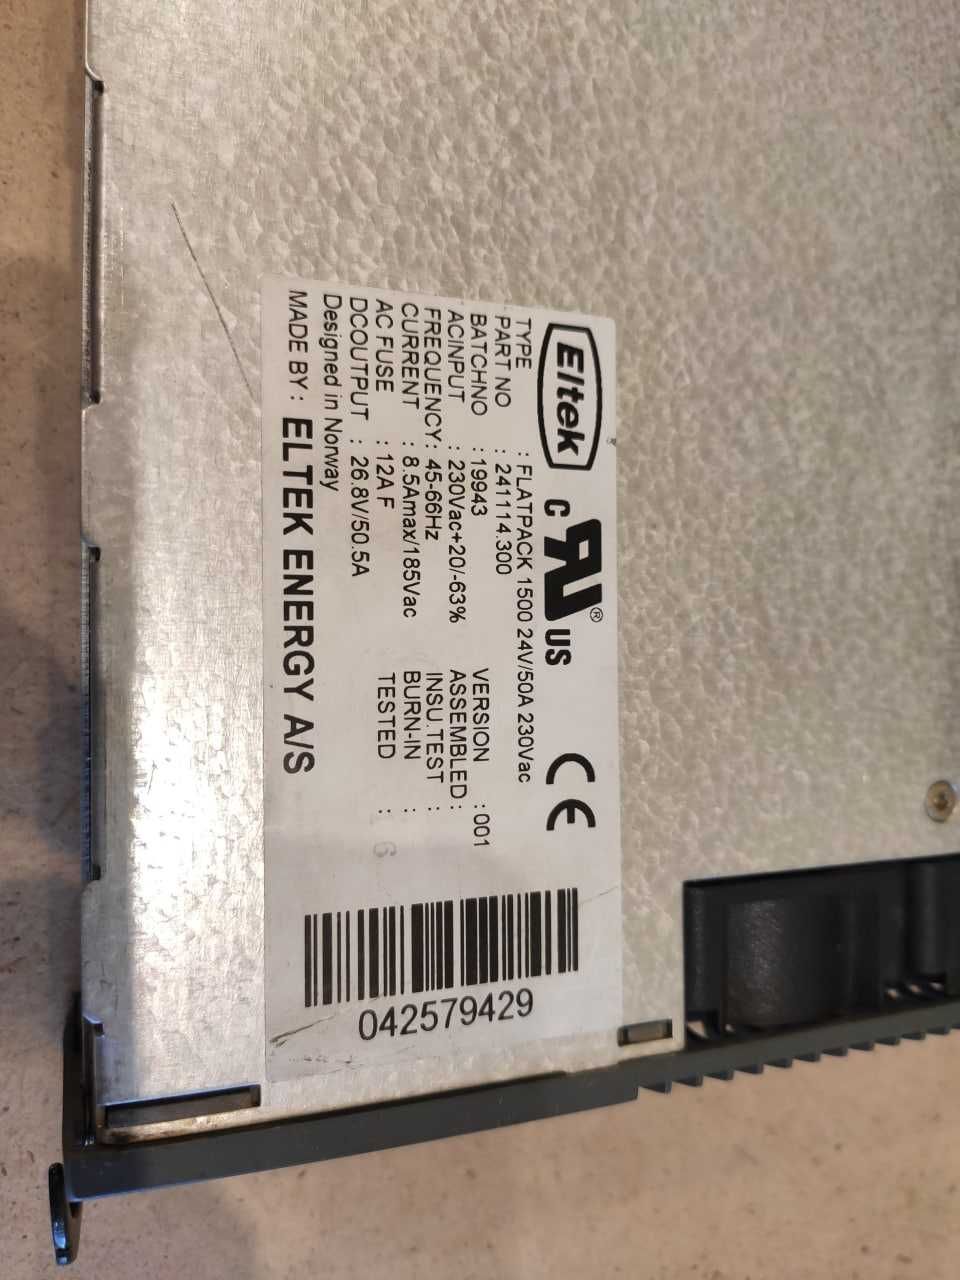 Eltek c UR® US CE
TYPE : FLATPACK 1500 24V/50A 230Vac
PART NO : 241114.300
BATCHNO : 19943 VERSION : 001
ACINPUT : 230Vac+20/-63% ASSEMBLED :
FREQUENCY: 45-66Hz INSU.TEST :
CURRENT : 8.5Amax/185Vac BURN-IN :
AC FUSE : 12A F TESTED :
DCOUTPUT : 26.8V/50.5A
Designed in Norway
MADE BY : ELTEK ENERGY A/S
042579429